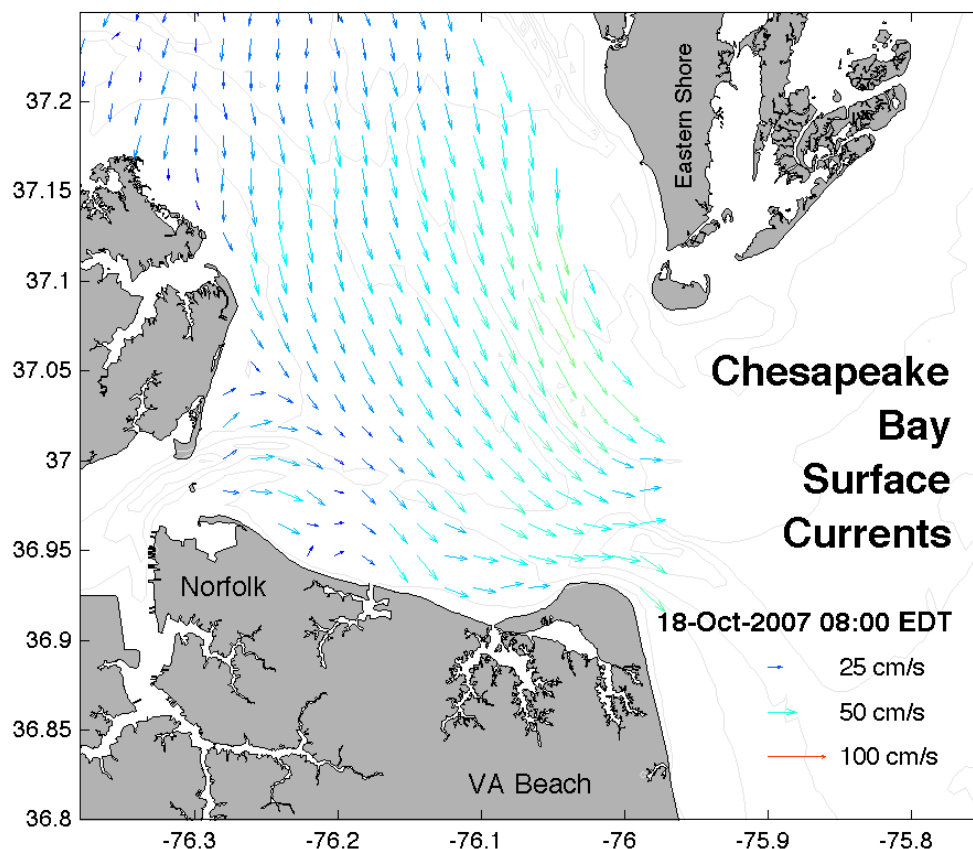 37.2
37.15
37.1
37.05
37
36.95
36.9
36.85
36.8
-76.3
-76.2
-76.1
-76
-75.9
-75.8
Eastern Shore
Chesapeake
Bay
Surface
Currents
Norfolk
VA Beach
18-Oct-2007 08:00 EDT
25 cm/s
50 cm/s
100 cm/s